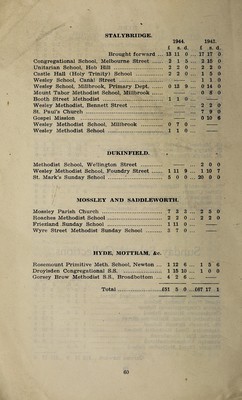 STALYBRIDGE.
1944. 1942.
£ s. d. £ s. d.
Brought forward ... 13 11 0 ... 17 17 0
Congregational School, Melbourne Street ..... 2 1 5 ... 2 15 0
Unitarian School, Hob Hill ..... 2 2 0 ... 2 2 0
Castle Hall (Holy Trinity) School ..... 2 2 0 ... 1 3 0
Wesley School, Canal Street ..... 1 1 0
Wesley School, Millbrook, Primary Dept. ..... 0 12 9 ... 0 14 0
Mount Tabor Methodist School, Millbrook ... 0 8 0
Booth Street Methodist ..... 1 1 0 ...
Wesley Methodist, Bennett Street ..... 2 2 0
St. Paul's Church ..... 7 9 0
Gospel Mission ..... 0 10 6
Wesley Methodist School, Millbrook ..... 0 7 0 ...
Wesley Methodist School ..... 1 1 0 ...
DUKINFIELD.
Methodist School, Wellington Street ..... 2 0 0
Wesley Methodist School, Foundry Street ..... 1 11 9 ... 1 10 7
St. Mark's Sunday School ..... 5 0 0 ... 20 0 0
MOSSLEY AND SADDLEWORTH.
Mossley Parish Church ..... 7 2 3 ... 2 2 0
Roaches Methodist School ..... 2 2 0 ... 2 2 0
Friezland Sunday School ..... 1 11 0 ...
Wyre Street Methodist Sunday School ..... 3 7 0 ...
HYDE, MOTTRAM, &c.
Rosemount Primitive Meth. School, Newton ... 1 12 6 ... 1 5 6
Droylsden Congregational S.S. ..... 1 15 10 ... 1 0 0
Gorsey Brow Methodist S.S., Broadbottom ... 4 2 6 ...
Total ..... £51 5 0 ... £67 17 1
60